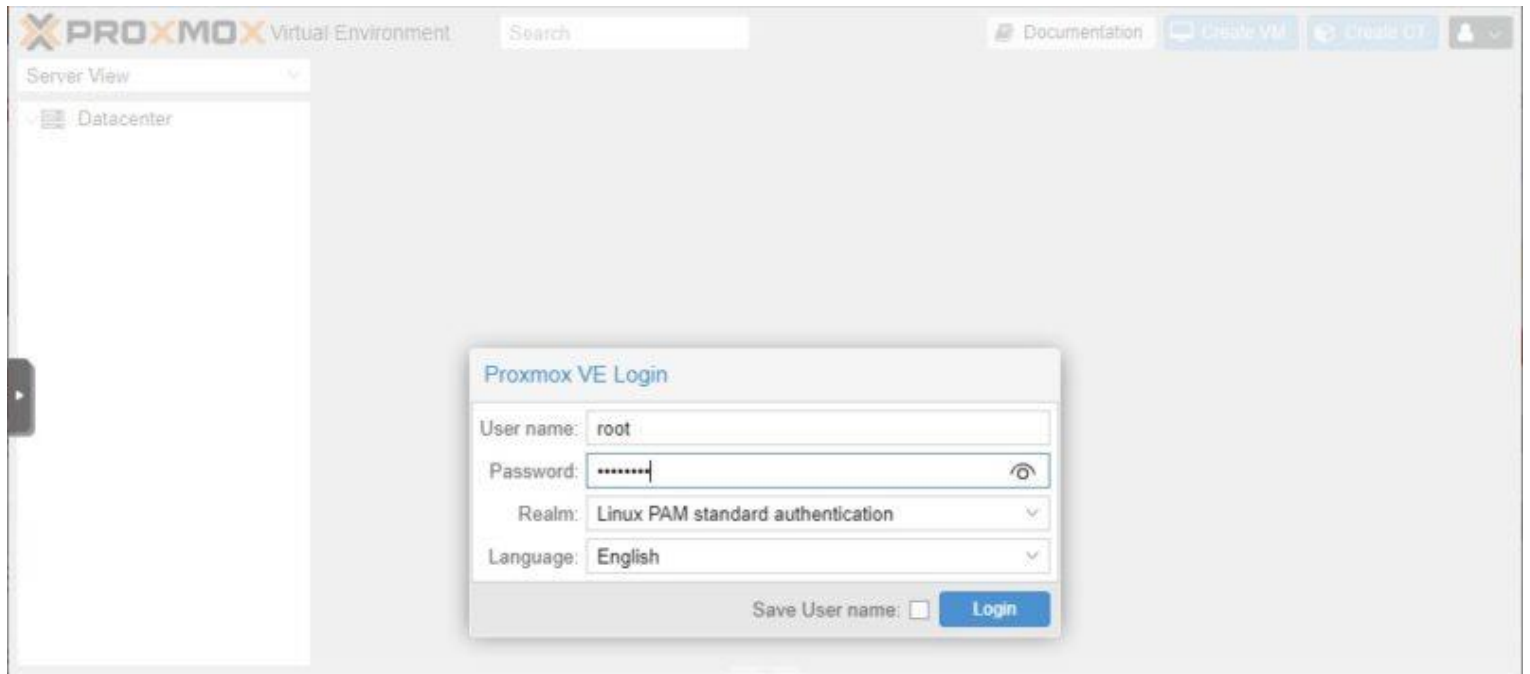 PROXMOX Virtual Environment Search Documentation Create VM Create CT
Server View
Datacenter
Proxmox VE Login
User name: root
Password: ••••••••
Realm: Linux PAM standard authentication
Language: English
Save User name: Login